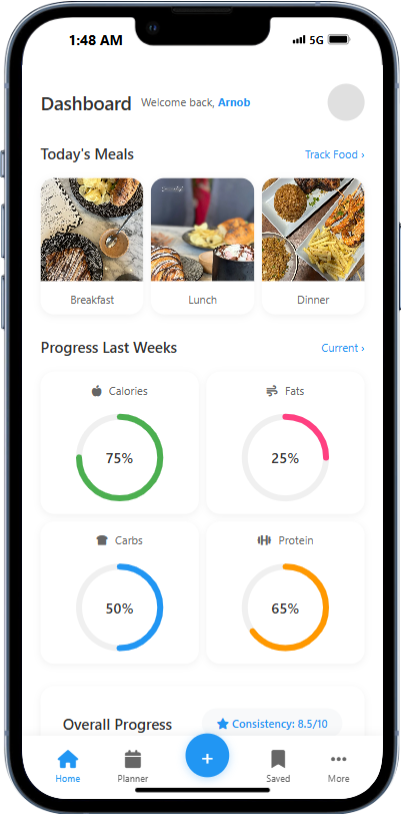 1:48 AM 5G
Dashboard Welcome back, Arnob
Today's Meals Track Food ›
Breakfast Lunch Dinner
Progress Last Weeks Current ›
Calories Fats
75% 25%
Carbs Protein
50% 65%
Overall Progress Consistency: 8.5/10
+
Home Planner Saved More